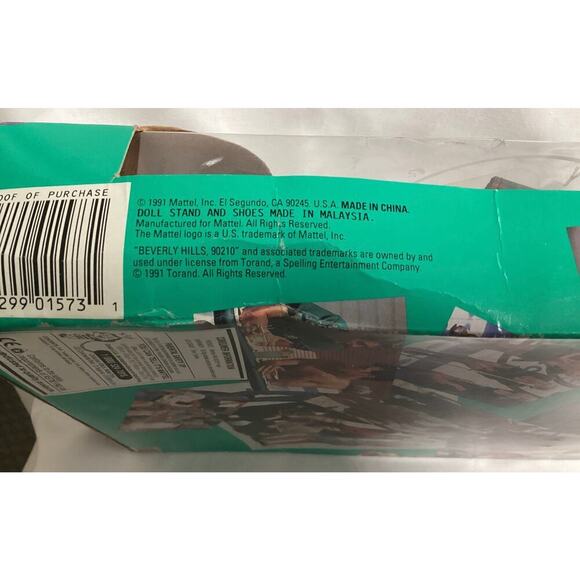 OOF OF PURCHASE
299 01573 1
© 1991 Mattel, Inc. El Segundo, CA 90245. U.S.A. MADE IN CHINA.
DOLL STAND AND SHOES MADE IN MALAYSIA.
Manufactured for Mattel. All Rights Reserved.
The Mattel logo is a U.S. trademark of Mattel, Inc.
"BEVERLY HILLS, 90210" and associated trademarks are owned by and
used under license from Torand, a Spelling Entertainment Company.
© 1991 Torand. All Rights Reserved.